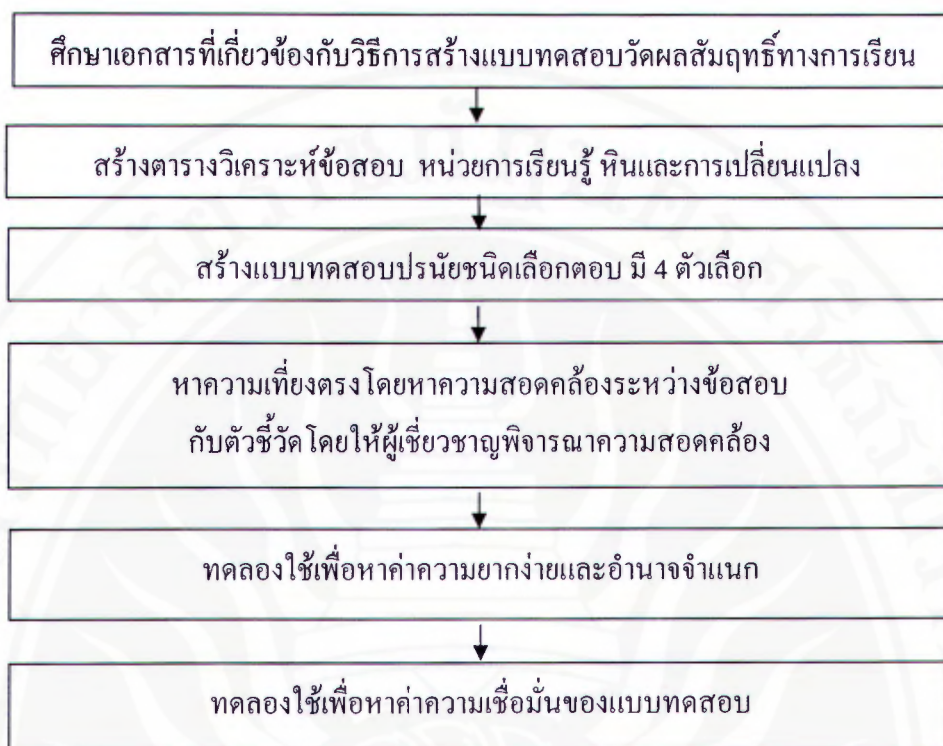 ศึกษาเอกสารที่เกี่ยวข้องกับวิธีการสร้างแบบทดสอบวัดผลสัมฤทธิ์ทางการเรียน
สร้างตารางวิเคราะห์ข้อสอบ หน่วยการเรียนรู้ หินและการเปลี่ยนแปลง
สร้างแบบทดสอบปรนัยชนิดเลือกตอบ มี 4 ตัวเลือก
หาความเที่ยงตรงโดยหาความสอดคล้องระหว่างข้อสอบ
กับตัวชี้วัดโดยให้ผู้เชี่ยวชาญพิจารณาความสอดคล้อง
ทดลองใช้เพื่อหาค่าความยากง่ายและอำนาจจำแนก
ทดลองใช้เพื่อหาค่าความเชื่อมั่นของแบบทดสอบ